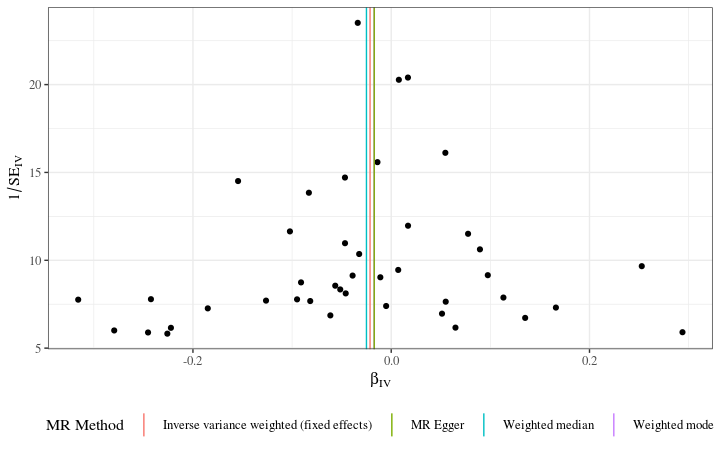 20
15
10
5
1/SE_IV
-0.2
0.0
0.2
β_IV
MR Method
Inverse variance weighted (fixed effects)
MR Egger
Weighted median
Weighted mode